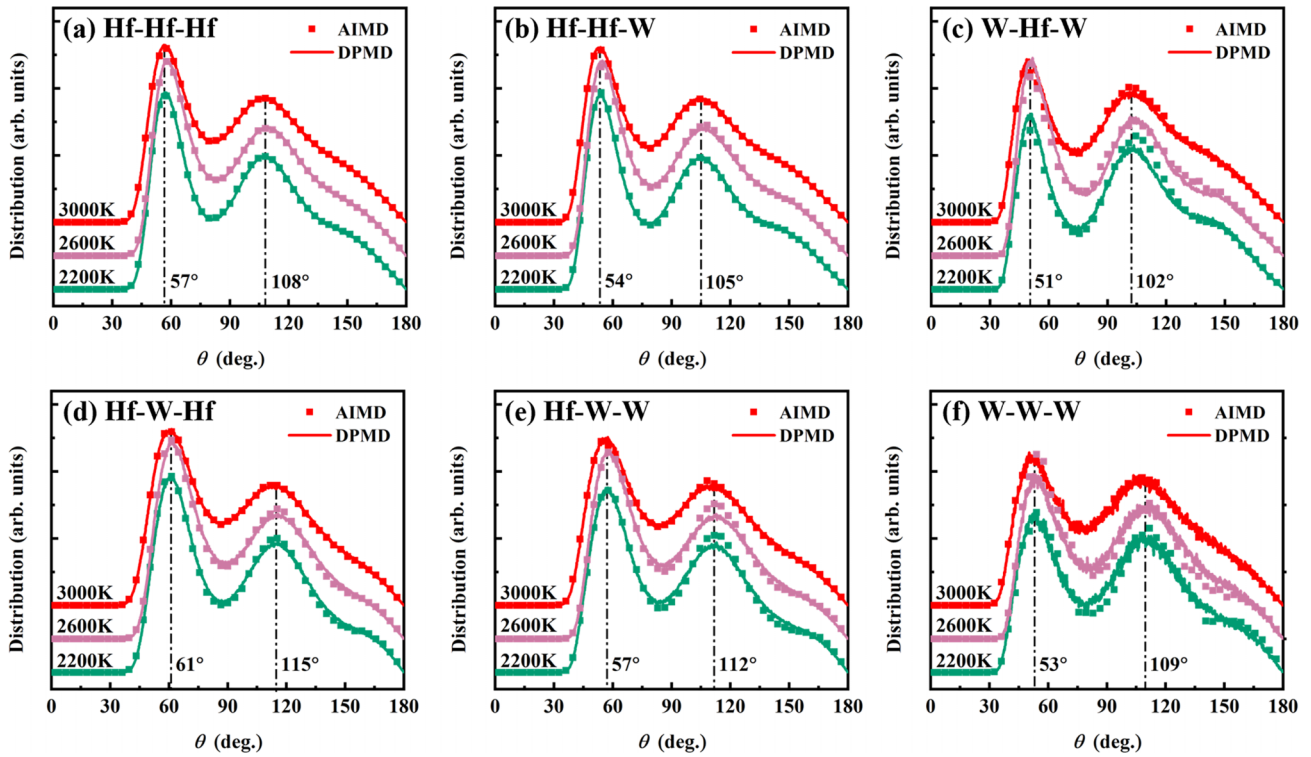 (a) Hf-Hf-Hf
AIMD
DPMD
Distribution (arb. units)
3000K
2600K
2200K
57°
108°
0 30 60 90 120 150 180
θ (deg.)
(b) Hf-Hf-W
AIMD
DPMD
Distribution (arb. units)
3000K
2600K
2200K
54°
105°
0 30 60 90 120 150 180
θ (deg.)
(c) W-Hf-W
AIMD
DPMD
Distribution (arb. units)
3000K
2600K
2200K
51°
102°
0 30 60 90 120 150 180
θ (deg.)
(d) Hf-W-Hf
AIMD
DPMD
Distribution (arb. units)
3000K
2600K
2200K
61°
115°
0 30 60 90 120 150 180
θ (deg.)
(e) Hf-W-W
AIMD
DPMD
Distribution (arb. units)
3000K
2600K
2200K
57°
112°
0 30 60 90 120 150 180
θ (deg.)
(f) W-W-W
AIMD
DPMD
Distribution (arb. units)
3000K
2600K
2200K
53°
109°
0 30 60 90 120 150 180
θ (deg.)